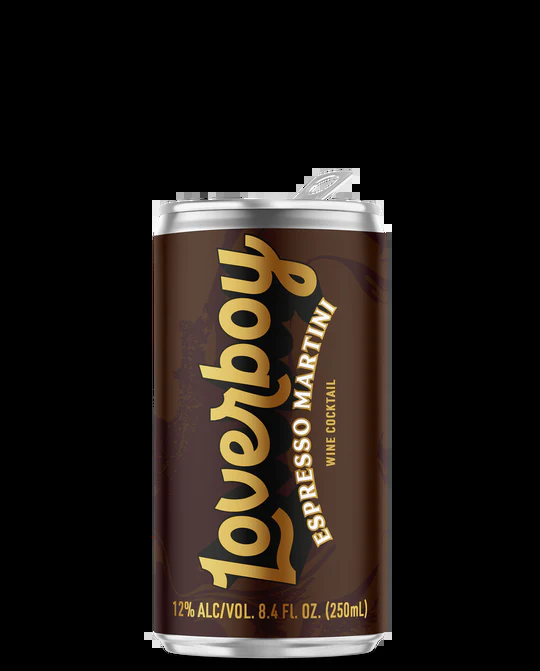 Loverboy
ESPRESSO MARTINI
WINE COCKTAIL
12% ALC/VOL. 8.4 FL. OZ. (250mL)